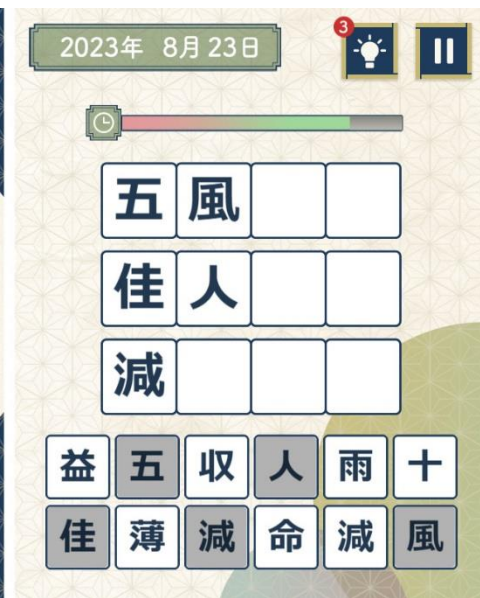 2023年 8月23日
3
五風
佳人
減
益五収人雨十
佳薄減命減風